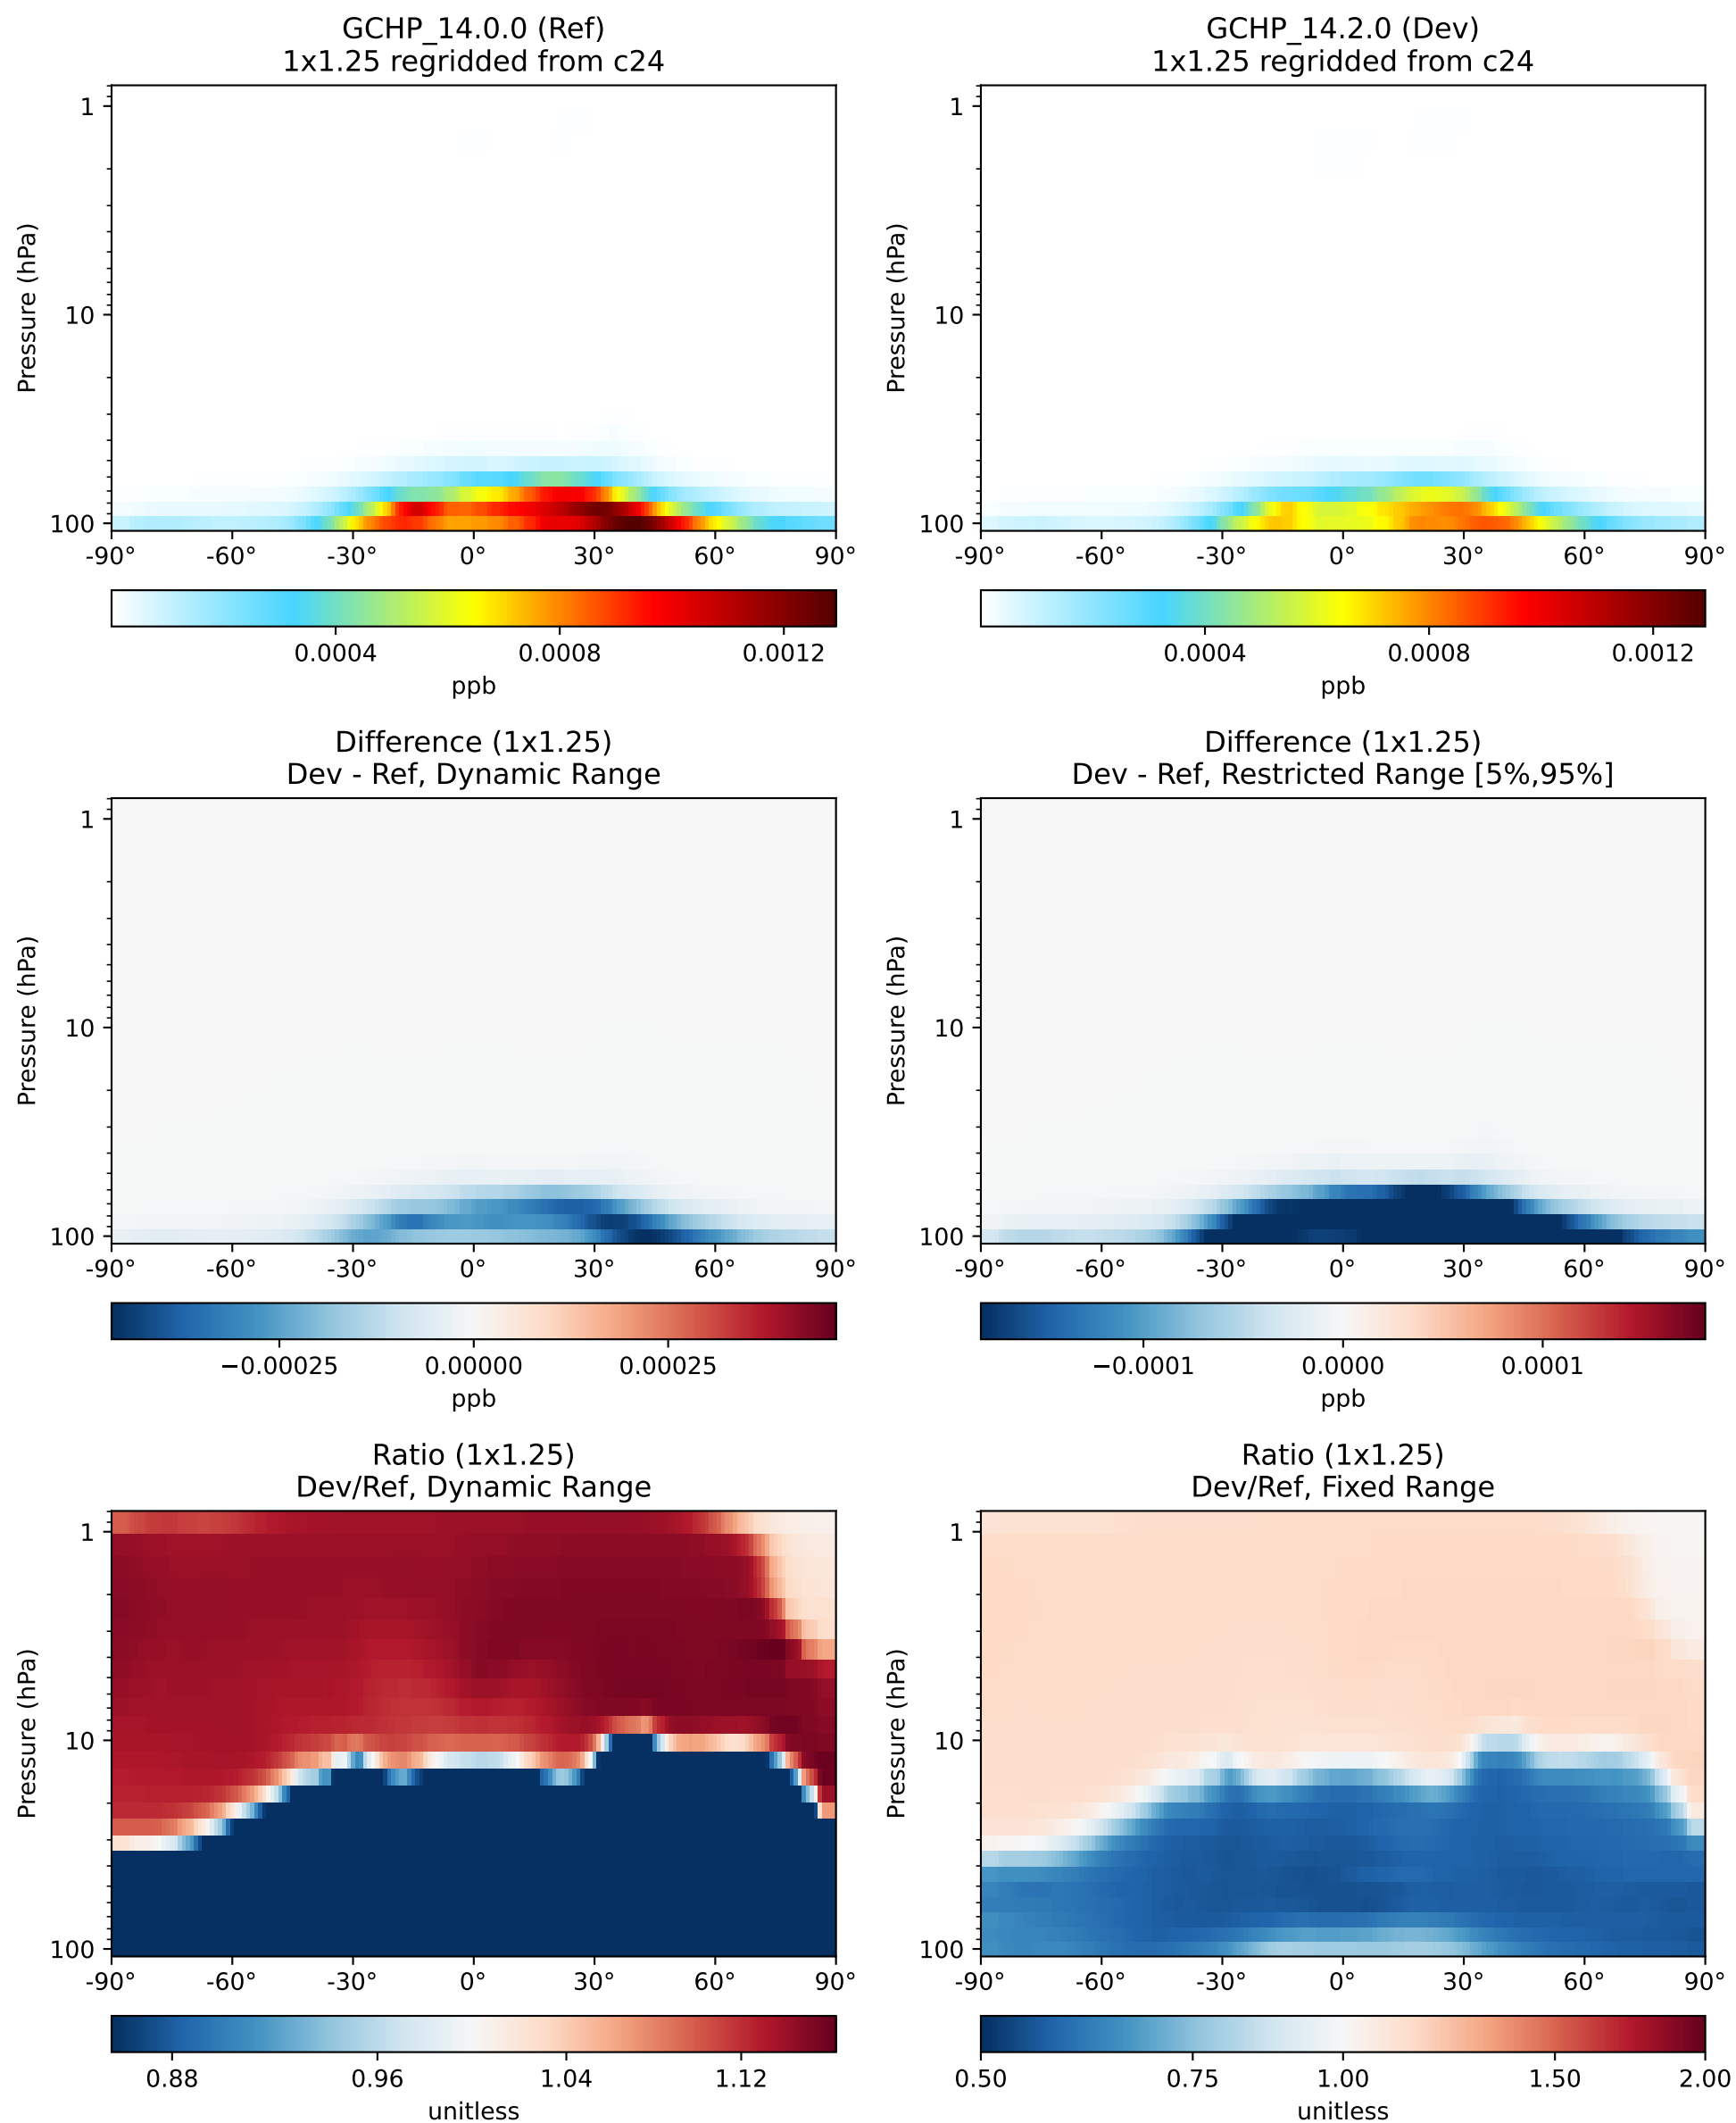 GCHP_14.0.0 (Ref)
1x1.25 regridded from c24
Pressure (hPa)
1
10
100
-90° -60° -30° 0° 30° 60° 90°
0.0004 0.0008 0.0012
ppb
GCHP_14.2.0 (Dev)
1x1.25 regridded from c24
Pressure (hPa)
1
10
100
-90° -60° -30° 0° 30° 60° 90°
0.0004 0.0008 0.0012
ppb
Difference (1x1.25)
Dev - Ref, Dynamic Range
Pressure (hPa)
1
10
100
-90° -60° -30° 0° 30° 60° 90°
−0.00025 0.00000 0.00025
ppb
Difference (1x1.25)
Dev - Ref, Restricted Range [5%,95%]
Pressure (hPa)
1
10
100
-90° -60° -30° 0° 30° 60° 90°
−0.0001 0.0000 0.0001
ppb
Ratio (1x1.25)
Dev/Ref, Dynamic Range
Pressure (hPa)
1
10
100
-90° -60° -30° 0° 30° 60° 90°
0.88 0.96 1.04 1.12
unitless
Ratio (1x1.25)
Dev/Ref, Fixed Range
Pressure (hPa)
1
10
100
-90° -60° -30° 0° 30° 60° 90°
0.50 0.75 1.00 1.50 2.00
unitless